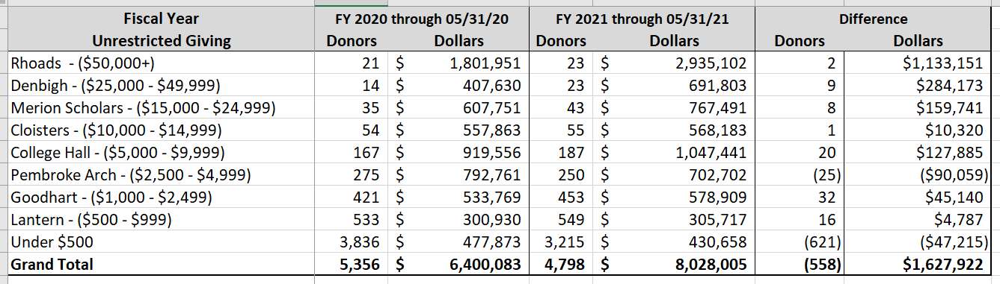 Fiscal Year FY 2020 through 05/31/20 FY 2021 through 05/31/21 Difference
Unrestricted Giving Donors Dollars Donors Dollars Donors Dollars
Rhoads - ($50,000+) 21 $ 1,801,951 23 $ 2,935,102 2 $1,133,151
Denbigh - ($25,000 - $49,999) 14 $ 407,630 23 $ 691,803 9 $284,173
Merion Scholars - ($15,000 - $24,999) 35 $ 607,751 43 $ 767,491 8 $159,741
Cloisters - ($10,000 - $14,999) 54 $ 557,863 55 $ 568,183 1 $10,320
College Hall - ($5,000 - $9,999) 167 $ 919,556 187 $ 1,047,441 20 $127,885
Pembroke Arch - ($2,500 - $4,999) 275 $ 792,761 250 $ 702,702 (25) ($90,059)
Goodhart - ($1,000 - $2,499) 421 $ 533,769 453 $ 578,909 32 $45,140
Lantern - ($500 - $999) 533 $ 300,930 549 $ 305,717 16 $4,787
Under $500 3,836 $ 477,873 3,215 $ 430,658 (621) ($47,215)
Grand Total 5,356 $ 6,400,083 4,798 $ 8,028,005 (558) $1,627,922